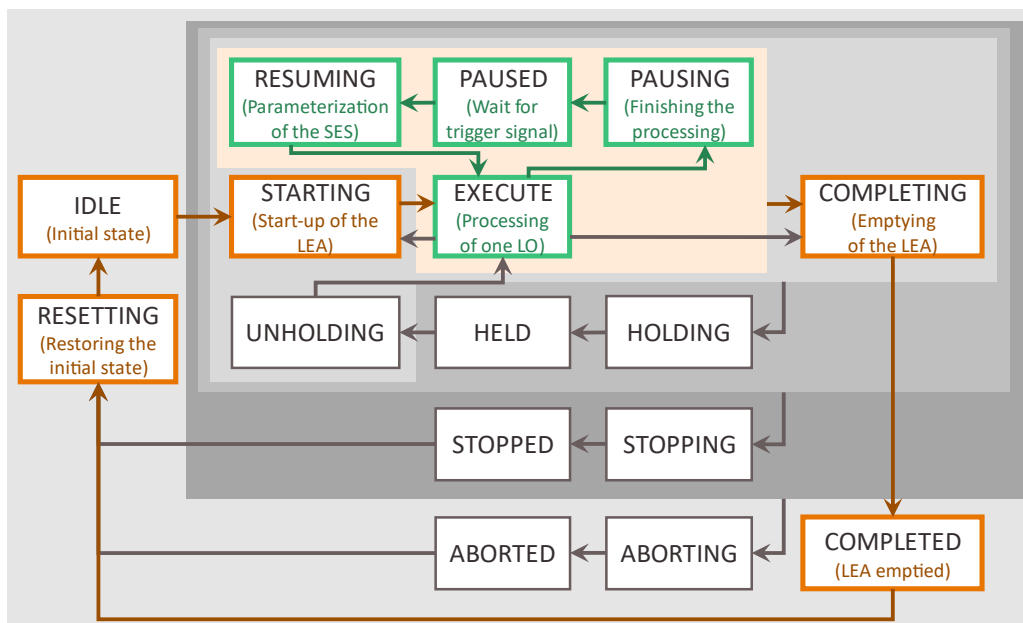 RESUMING
(Parameterization
of the SES)
PAUSED
(Wait for
trigger signal)
PAUSING
(Finishing the
processing)
IDLE
(Initial state)
STARTING
(Start-up of the
LEA)
EXECUTE
(Processing
of one LO)
COMPLETING
(Emptying
of the LEA)
RESETTING
(Restoring the
initial state)
UNHOLDING
HELD
HOLDING
STOPPED
STOPPING
ABORTED
ABORTING
COMPLETED
(LEA emptied)